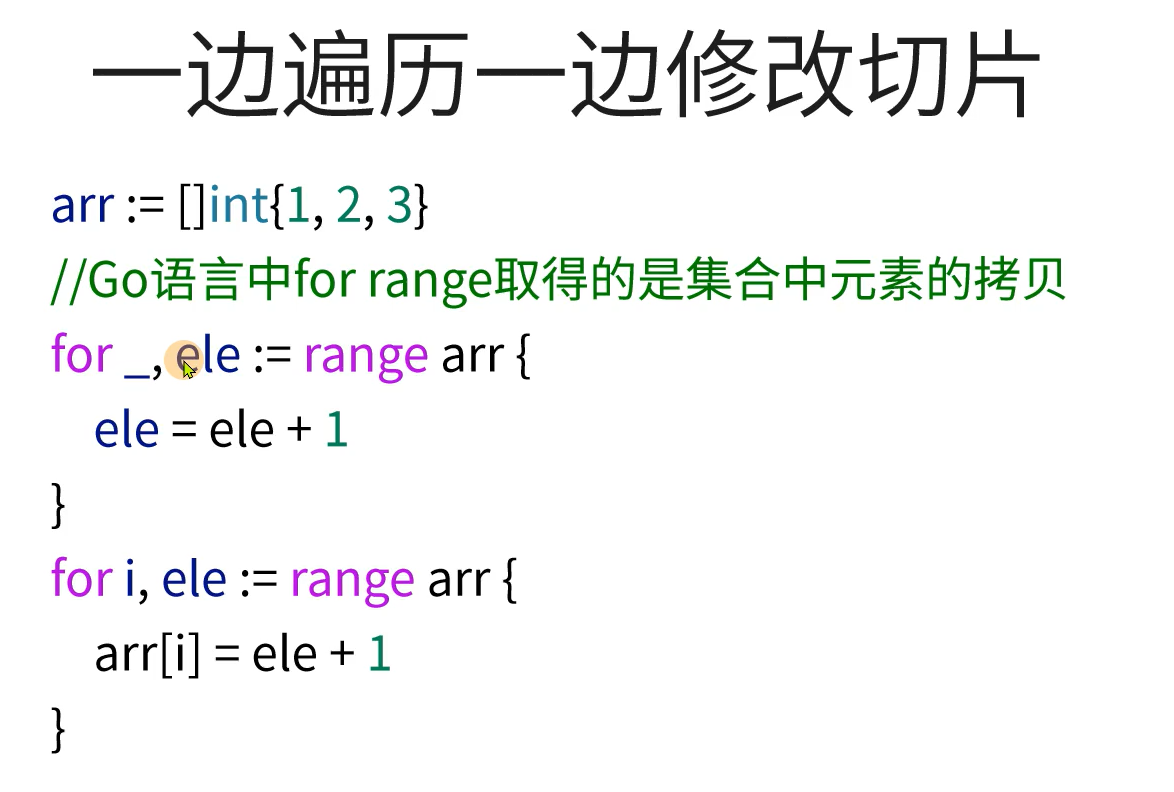 一边遍历一边修改切片
arr := []int{1, 2, 3}
//Go语言中for range取得的是集合中元素的拷贝
for _, ele := range arr {
    ele = ele + 1
}
for i, ele := range arr {
    arr[i] = ele + 1
}